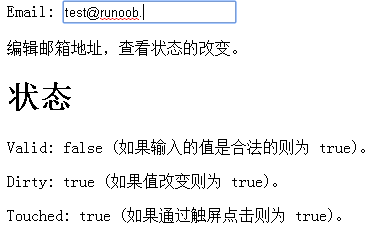 Email: test@runoob.
编辑邮箱地址，查看状态的改变。
状态
Valid: false (如果输入的值是合法的则为 true)。
Dirty: true (如果值改变则为 true)。
Touched: true (如果通过触屏点击则为 true)。